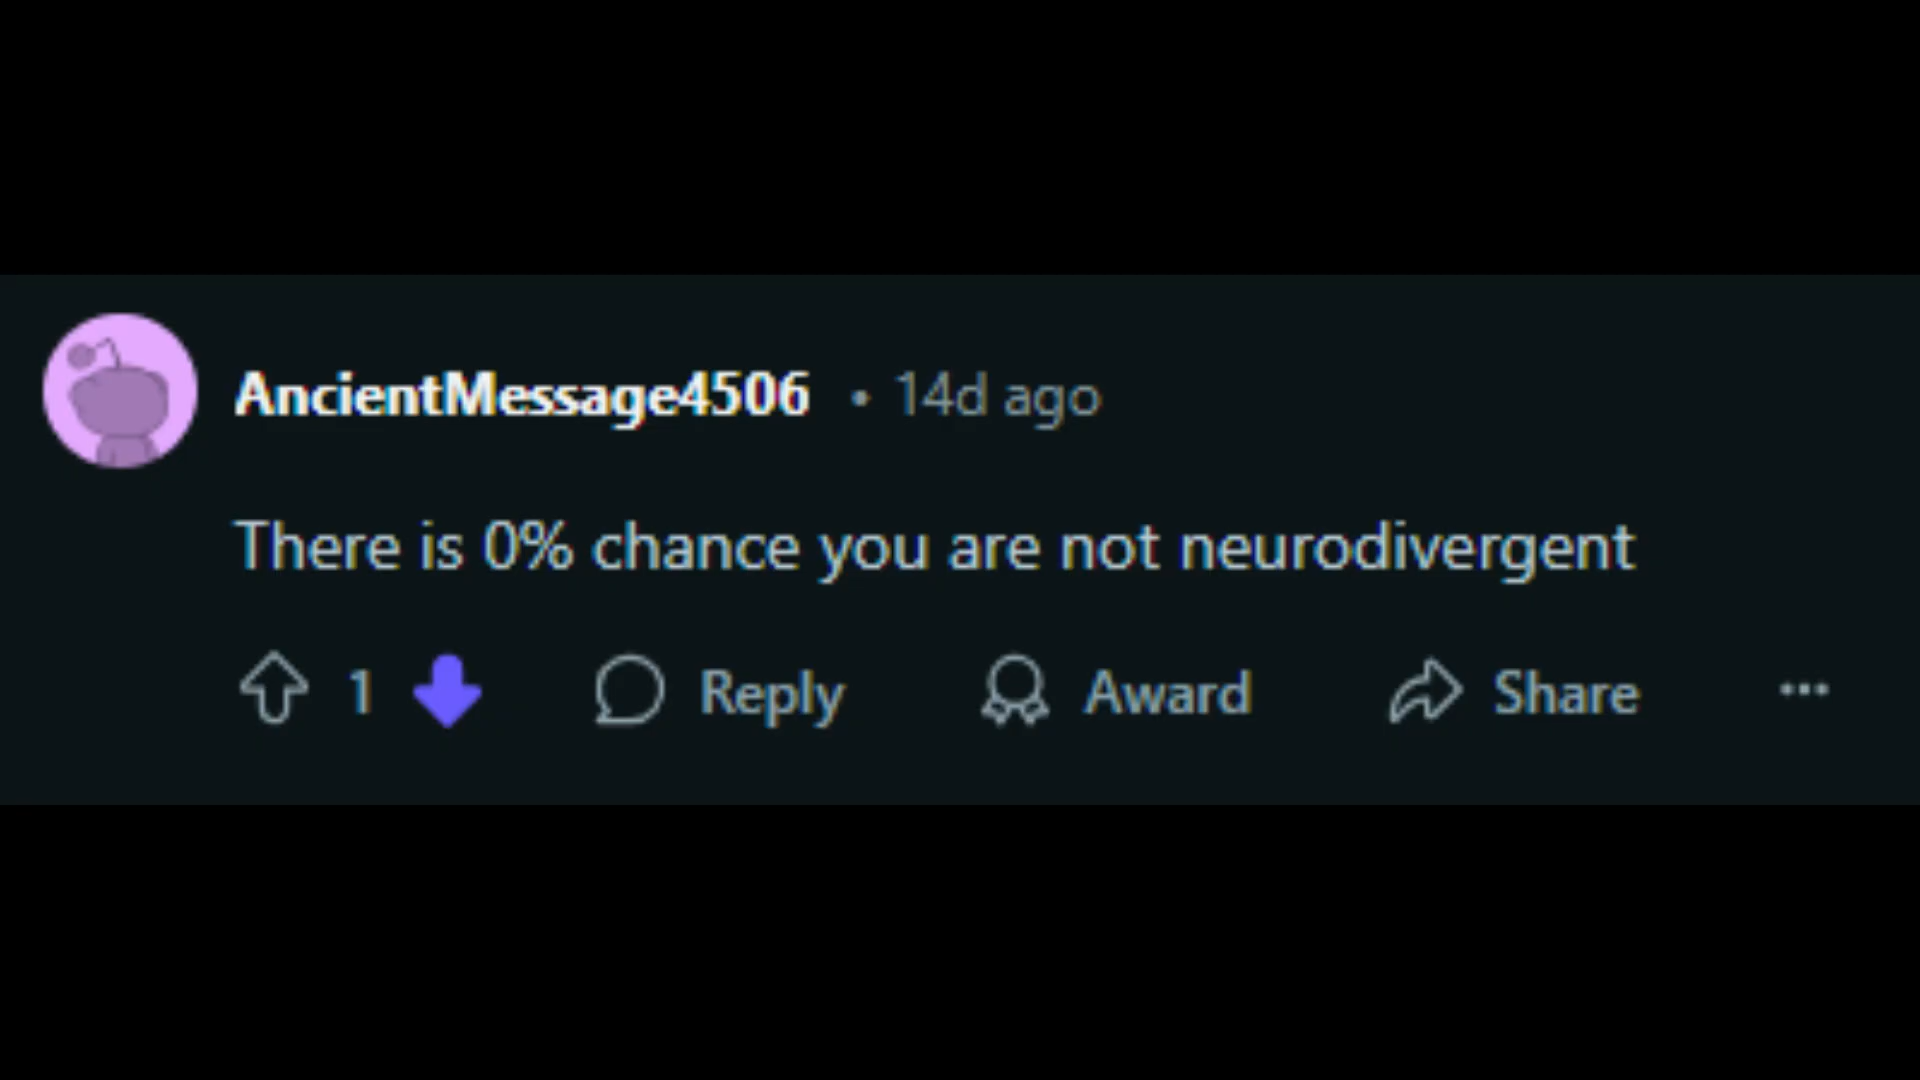 AncientMessage4506 • 14d ago
There is 0% chance you are not neurodivergent
1 Reply Award Share ...